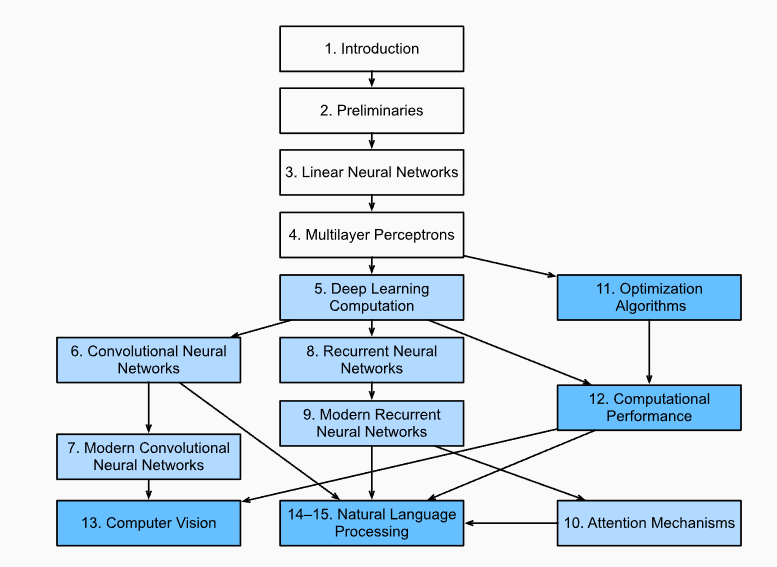 1. Introduction
2. Preliminaries
3. Linear Neural Networks
4. Multilayer Perceptrons
5. Deep Learning
Computation
11. Optimization
Algorithms
6. Convolutional Neural
Networks
8. Recurrent Neural
Networks
12. Computational
Performance
9. Modern Recurrent
Neural Networks
7. Modern Convolutional
Neural Networks
13. Computer Vision
14–15. Natural Language
Processing
10. Attention Mechanisms